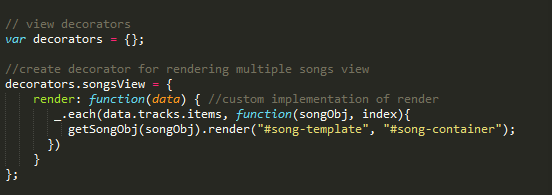 // view decorators
var decorators = {};
//create decorator for rendering multiple songs view
decorators.songsView = {
render: function(data) { //custom implementation of render
_.each(data.tracks.items, function(songObj, index){
getSongObj(songObj).render("#song-template", "#song-container");
})
}
};